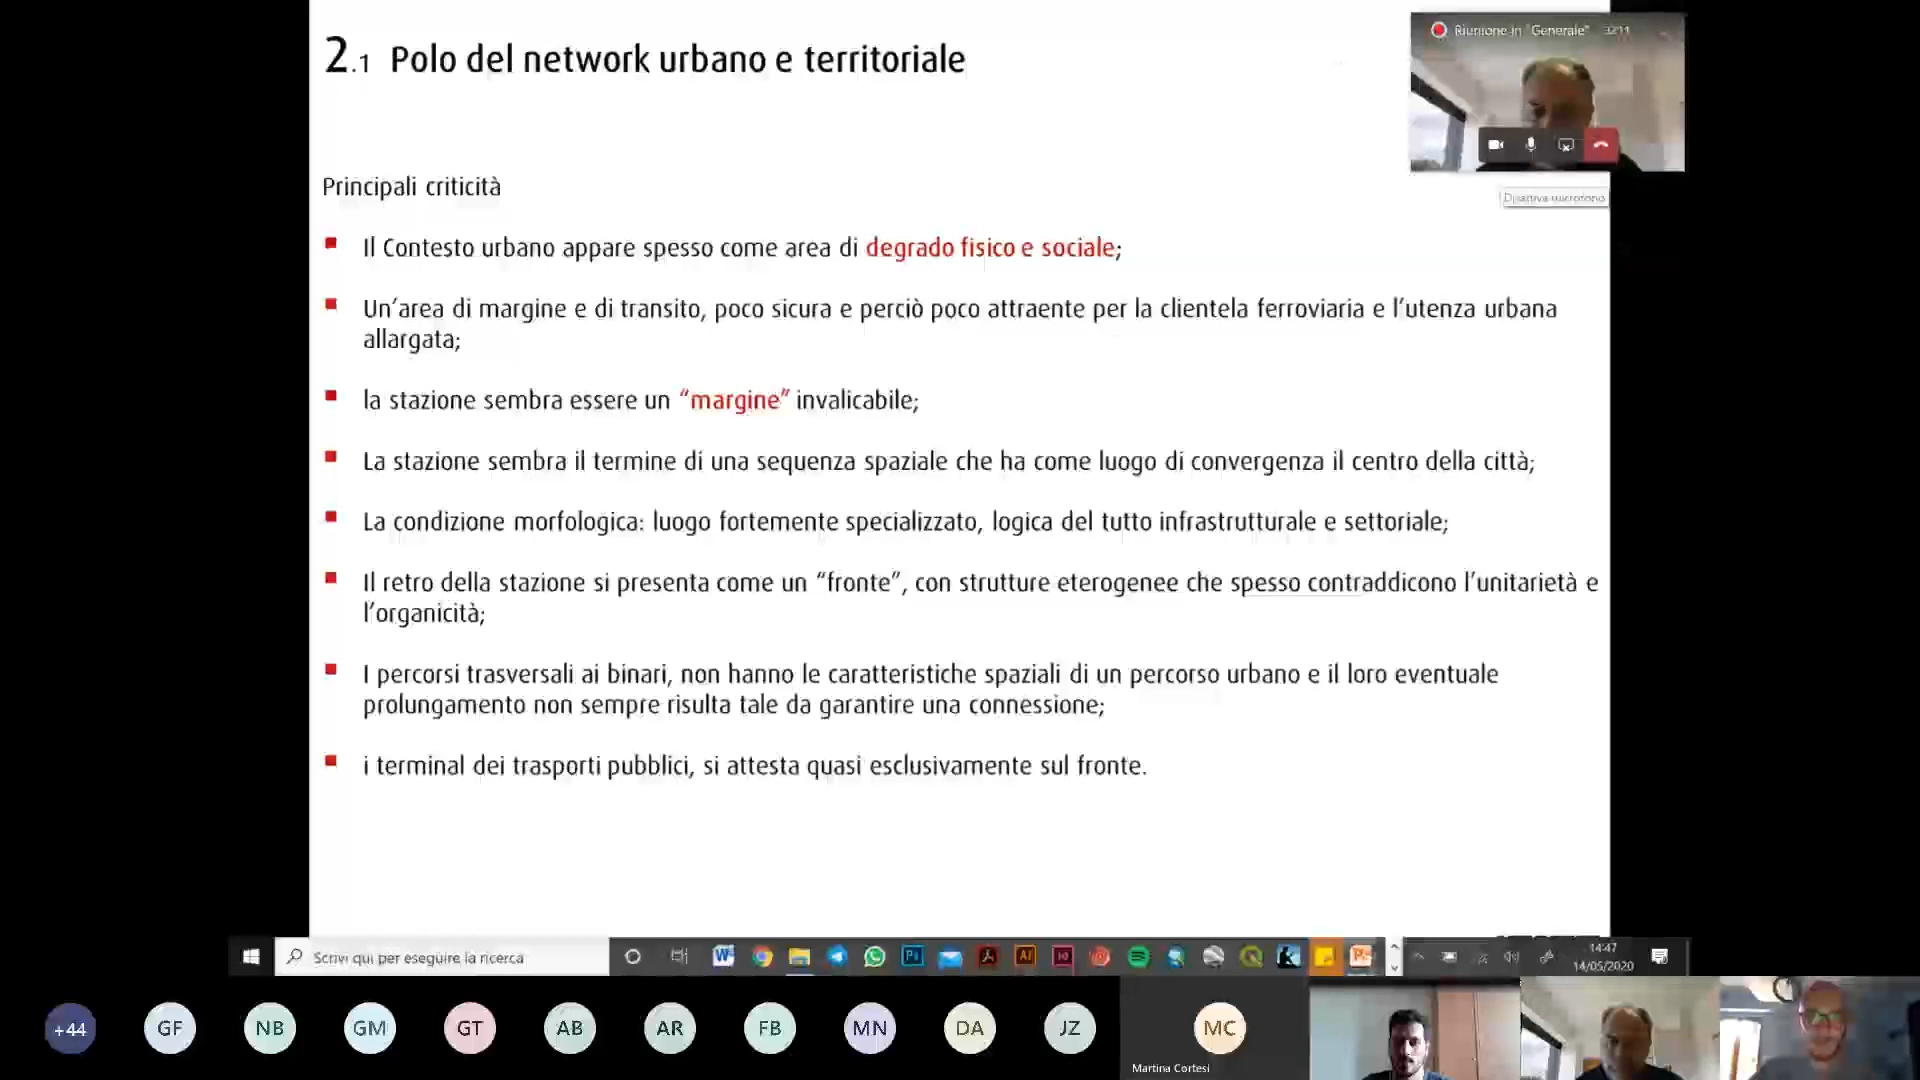 2.1 Polo del network urbano e territoriale
Riunione in "Generale" 32:11
Disattiva microfono
Principali criticità
Il Contesto urbano appare spesso come area di degrado fisico e sociale;
Un'area di margine e di transito, poco sicura e perciò poco attraente per la clientela ferroviaria e l'utenza urbana
allargata;
la stazione sembra essere un "margine" invalicabile;
La stazione sembra il termine di una sequenza spaziale che ha come luogo di convergenza il centro della città;
La condizione morfologica: luogo fortemente specializzato, logica del tutto infrastrutturale e settoriale;
Il retro della stazione si presenta come un "fronte", con strutture eterogenee che spesso contraddicono l'unitarietà e
l'organicità;
I percorsi trasversali ai binari, non hanno le caratteristiche spaziali di un percorso urbano e il loro eventuale
prolungamento non sempre risulta tale da garantire una connessione;
i terminal dei trasporti pubblici, si attesta quasi esclusivamente sul fronte.
Scrivi qui per eseguire la ricerca
14:47
14/05/2020
+44 GF NB GM GT AB AR FB MN DA JZ MC
Martina Cortesi